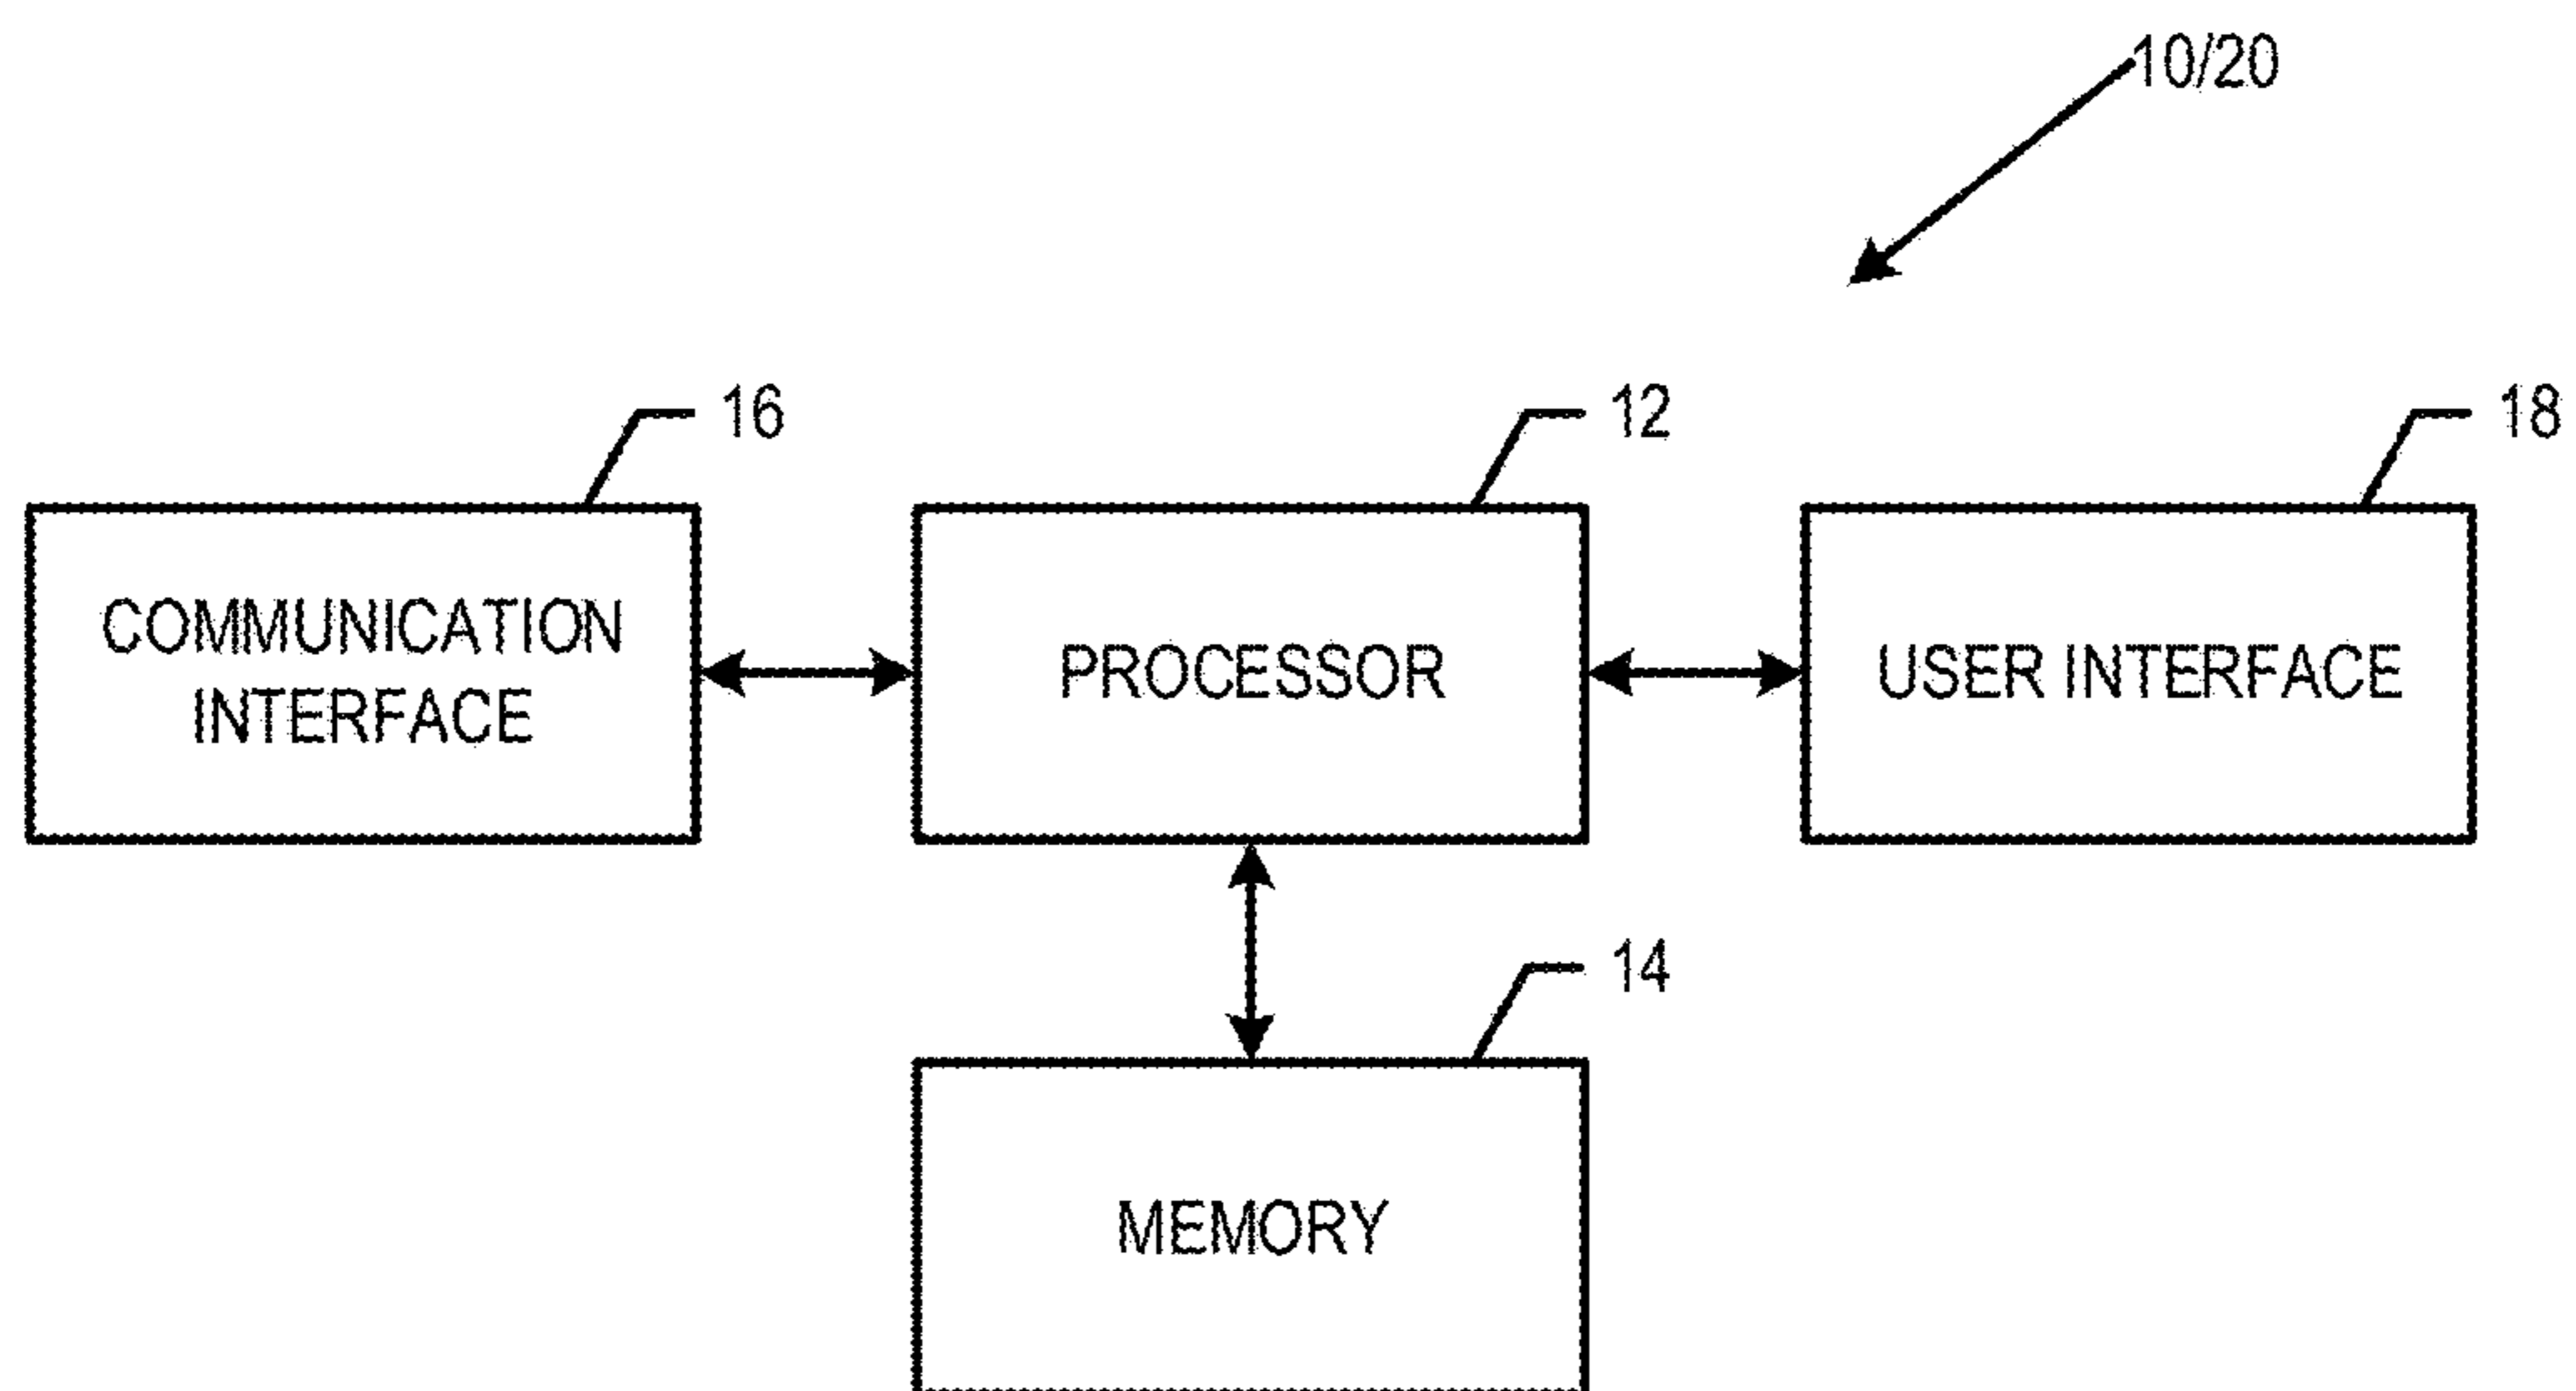 10/20
16
12
18
COMMUNICATION
INTERFACE
PROCESSOR
USER INTERFACE
14
MEMORY